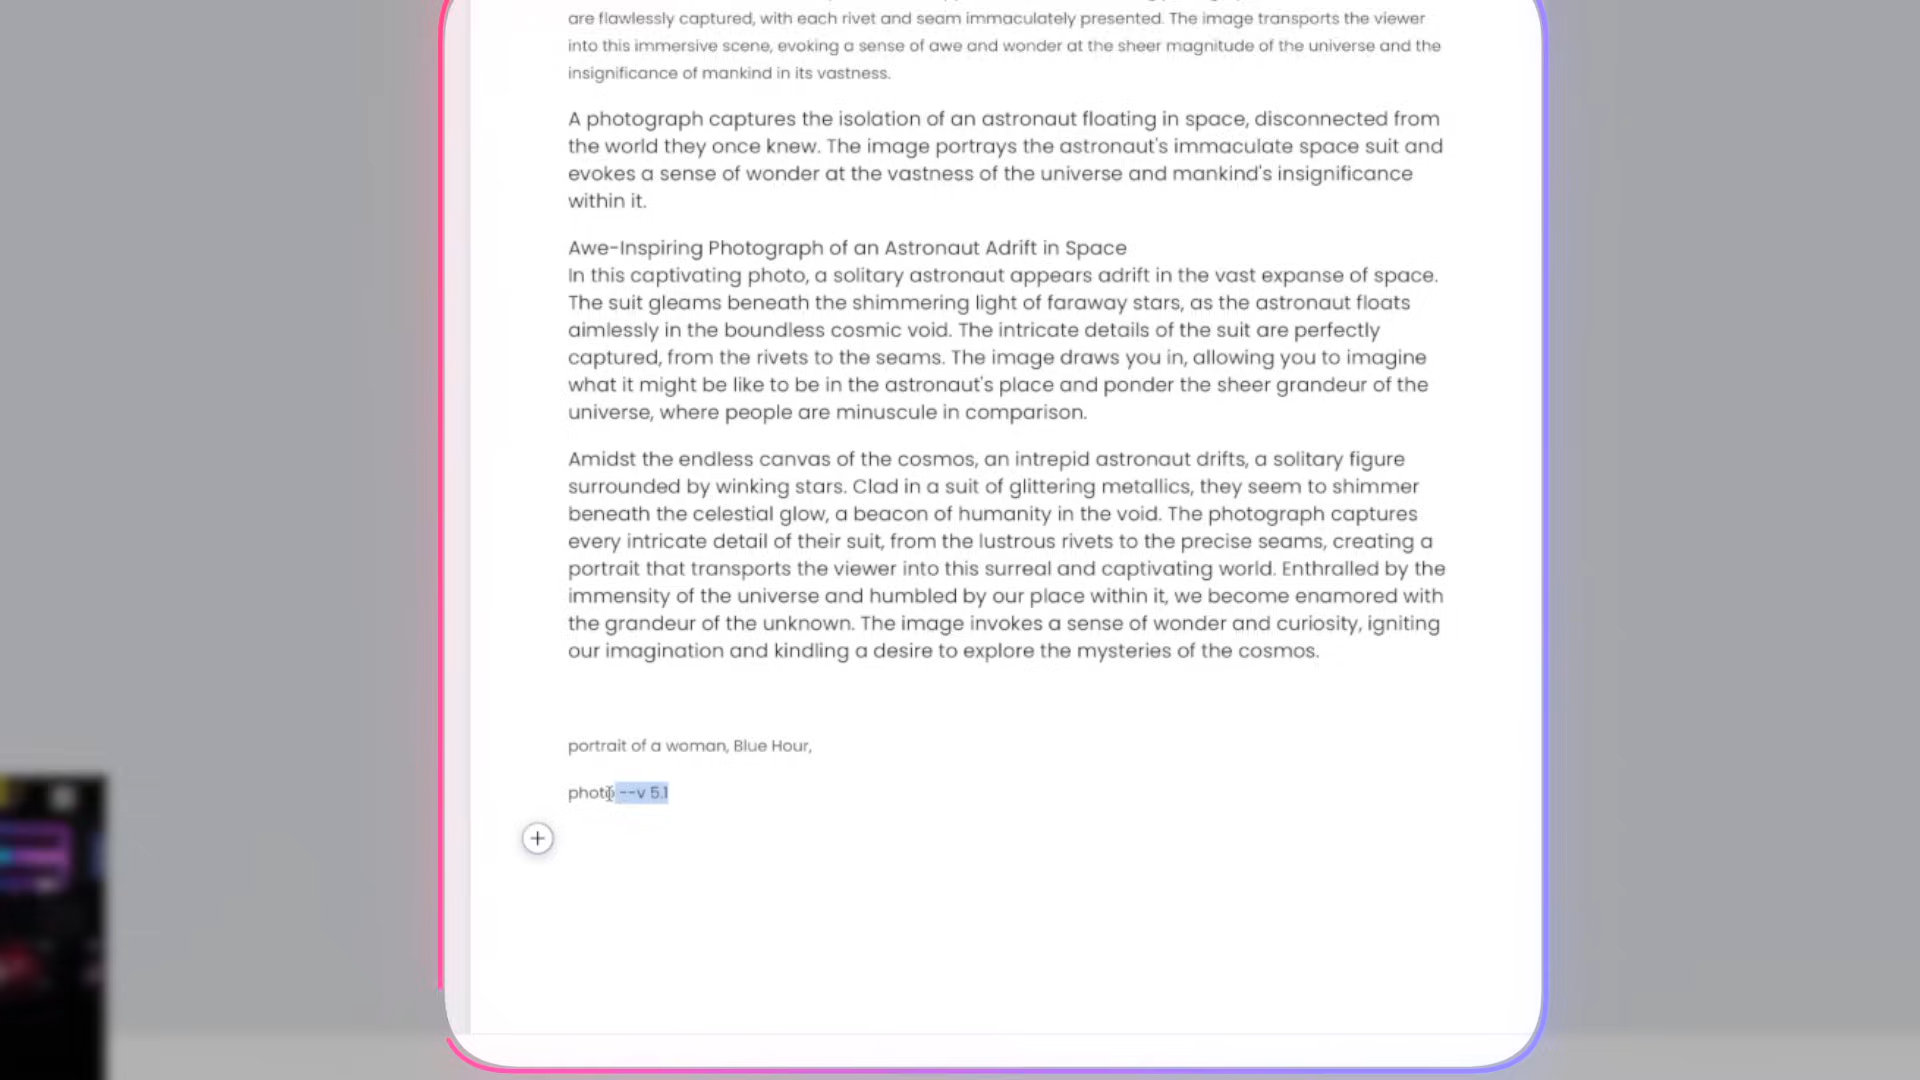 are flawlessly captured, with each rivet and seam immaculately presented. The image transports the viewer
into this immersive scene, evoking a sense of awe and wonder at the sheer magnitude of the universe and the
insignificance of mankind in its vastness.
A photograph captures the isolation of an astronaut floating in space, disconnected from
the world they once knew. The image portrays the astronaut's immaculate space suit and
evokes a sense of wonder at the vastness of the universe and mankind's insignificance
within it.
Awe-Inspiring Photograph of an Astronaut Adrift in Space
In this captivating photo, a solitary astronaut appears adrift in the vast expanse of space.
The suit gleams beneath the shimmering light of faraway stars, as the astronaut floats
aimlessly in the boundless cosmic void. The intricate details of the suit are perfectly
captured, from the rivets to the seams. The image draws you in, allowing you to imagine
what it might be like to be in the astronaut's place and ponder the sheer grandeur of the
universe, where people are minuscule in comparison.
Amidst the endless canvas of the cosmos, an intrepid astronaut drifts, a solitary figure
surrounded by winking stars. Clad in a suit of glittering metallics, they seem to shimmer
beneath the celestial glow, a beacon of humanity in the void. The photograph captures
every intricate detail of their suit, from the lustrous rivets to the precise seams, creating a
portrait that transports the viewer into this surreal and captivating world. Enthralled by the
immensity of the universe and humbled by our place within it, we become enamored with
the grandeur of the unknown. The image invokes a sense of wonder and curiosity, igniting
our imagination and kindling a desire to explore the mysteries of the cosmos.
portrait of a woman, Blue Hour,
photo --v 5.1